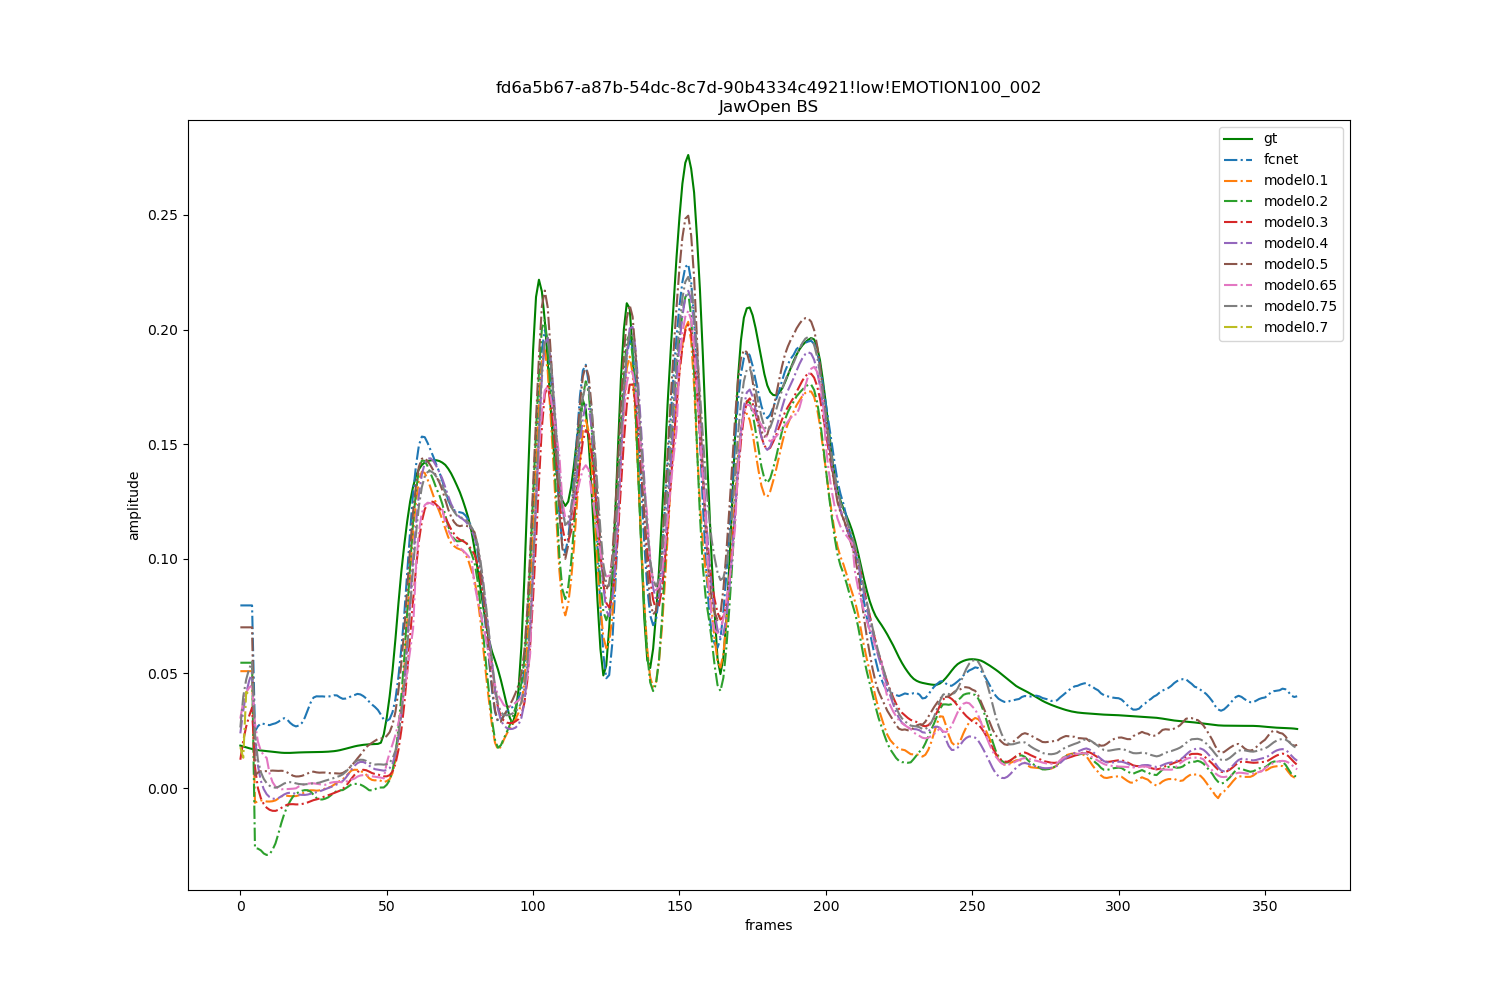 fd6a5b67-a87b-54dc-8c7d-90b4334c4921!low!EMOTION100_002
JawOpen BS
gt
fcnet
model0.1
model0.2
model0.3
model0.4
model0.5
model0.65
model0.75
model0.7
amplitude
0.25
0.20
0.15
0.10
0.05
0.00
0 50 100 150 200 250 300 350
frames